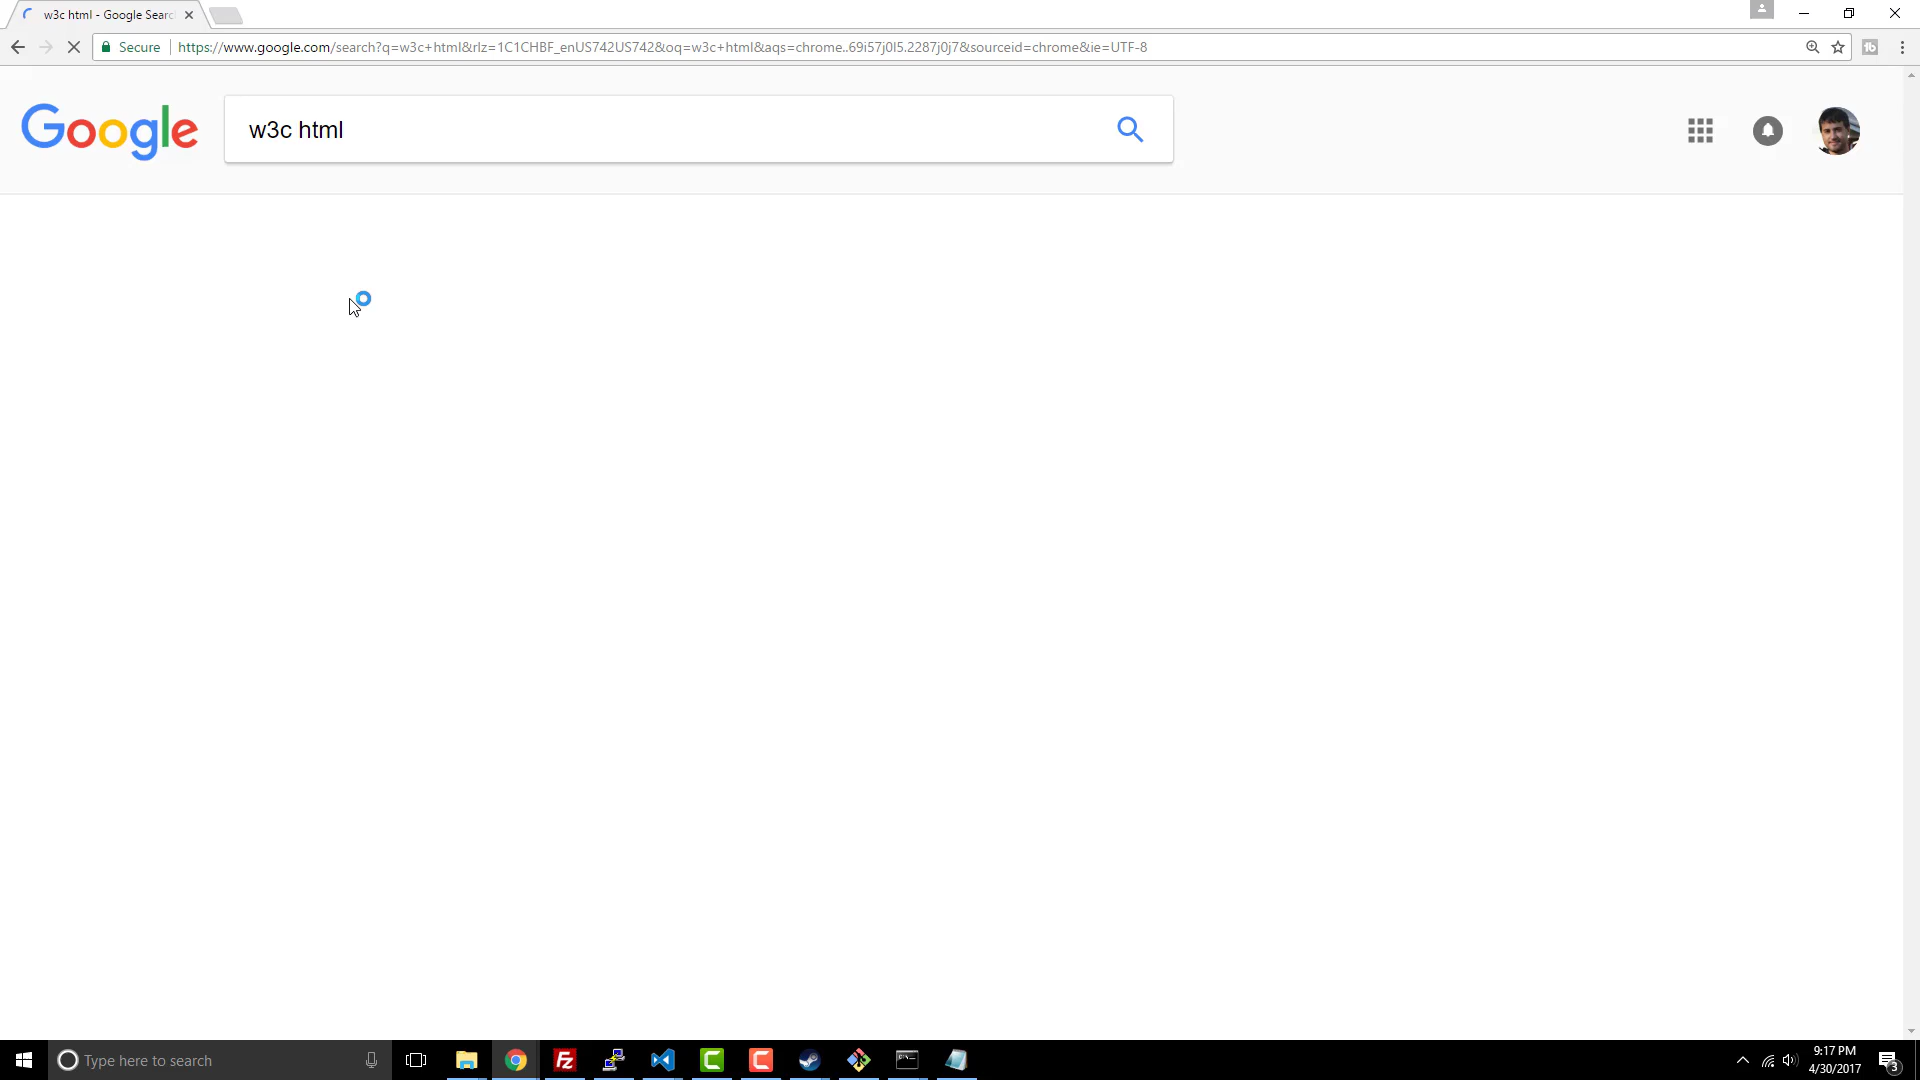 w3c html - Google Searc
Secure
https://www.google.com/search?q=w3c+html&rlz=1C1CHBF_enUS742US742&oq=w3c+html&aqs=chrome..69i57j0l5.2287j0j7&sourceid=chrome&ie=UTF-8
Google
w3c html
Type here to search
9:17 PM
4/30/2017
3